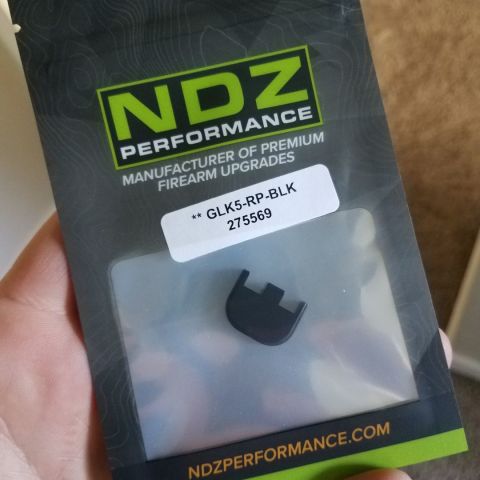 NDZ
PERFORMANCE
MANUFACTURER OF PREMIUM
FIREARM UPGRADES
** GLK5-RP-BLK
275569
NDZPERFORMANCE.COM